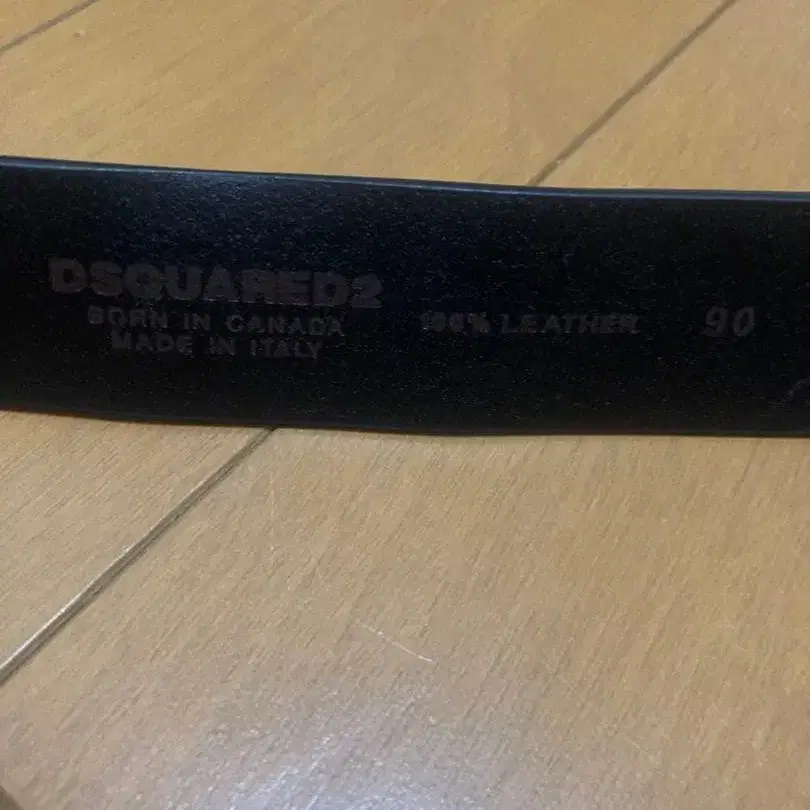 DSQUARED2
BORN IN CANADA
MADE IN ITALY
100% LEATHER
90